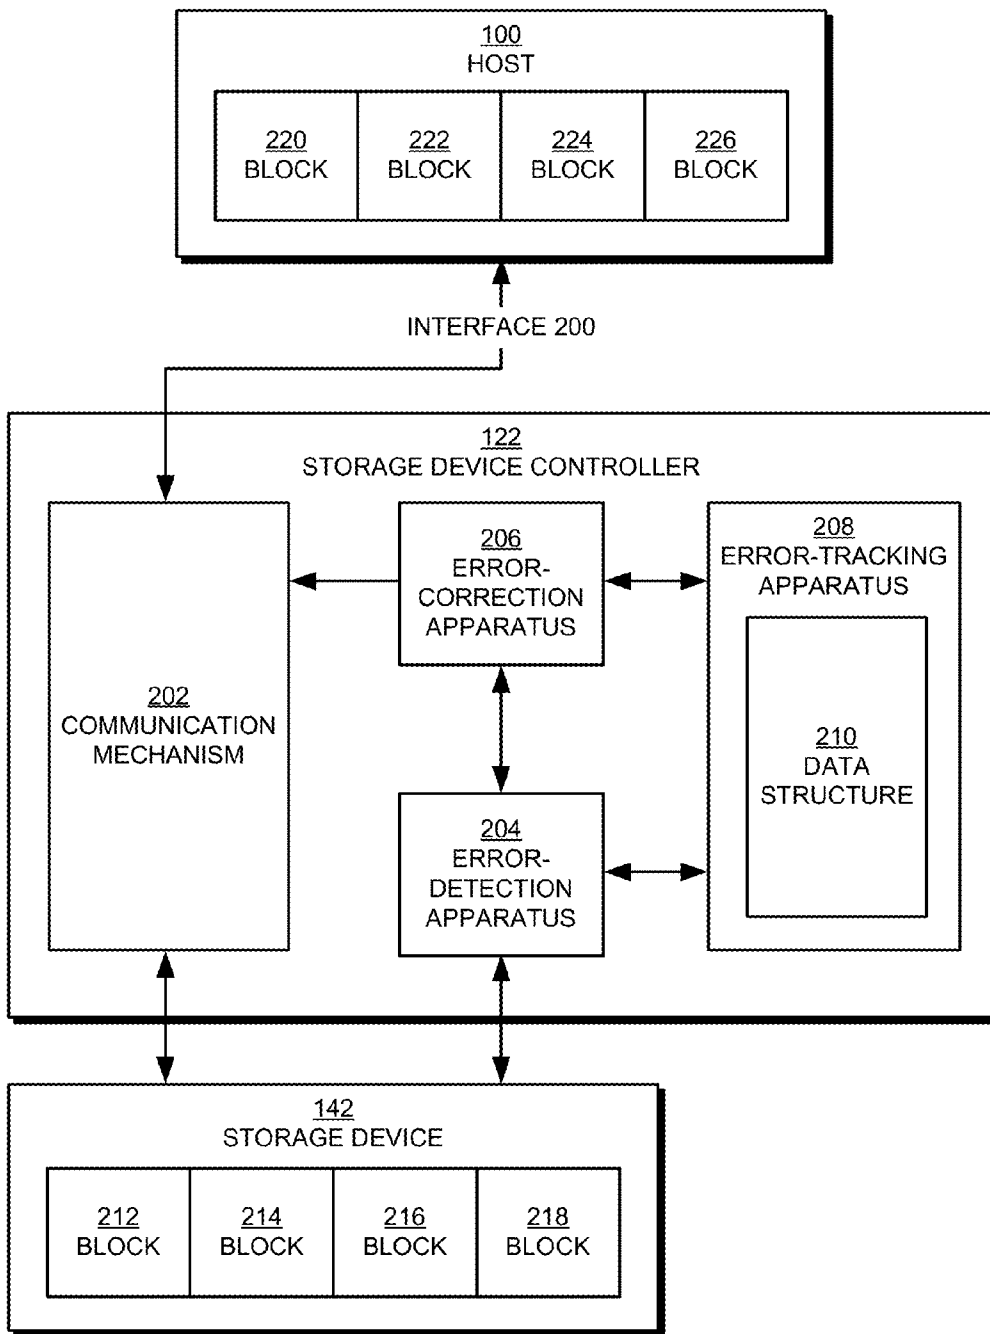 100
HOST
220
BLOCK
222
BLOCK
224
BLOCK
226
BLOCK
INTERFACE 200
122
STORAGE DEVICE CONTROLLER
202
COMMUNICATION
MECHANISM
206
ERROR-
CORRECTION
APPARATUS
208
ERROR-TRACKING
APPARATUS
210
DATA
STRUCTURE
204
ERROR-
DETECTION
APPARATUS
142
STORAGE DEVICE
212
BLOCK
214
BLOCK
216
BLOCK
218
BLOCK